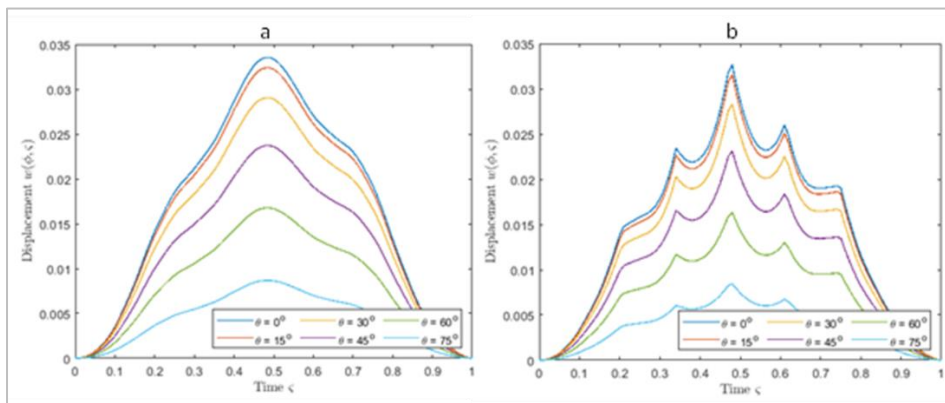 a
b
0.035
0.03
0.025
0.02
0.015
0.01
0.005
0
Displacement w(ϕ, ς)
0 0.1 0.2 0.3 0.4 0.5 0.6 0.7 0.8 0.9 1
Time ς
θ = 0° θ = 30° θ = 60°
θ = 15° θ = 45° θ = 75°
0.035
0.03
0.025
0.02
0.015
0.01
0.005
0
Displacement w(ϕ, ς)
0 0.1 0.2 0.3 0.4 0.5 0.6 0.7 0.8 0.9 1
Time ς
θ = 0° θ = 30° θ = 60°
θ = 15° θ = 45° θ = 75°